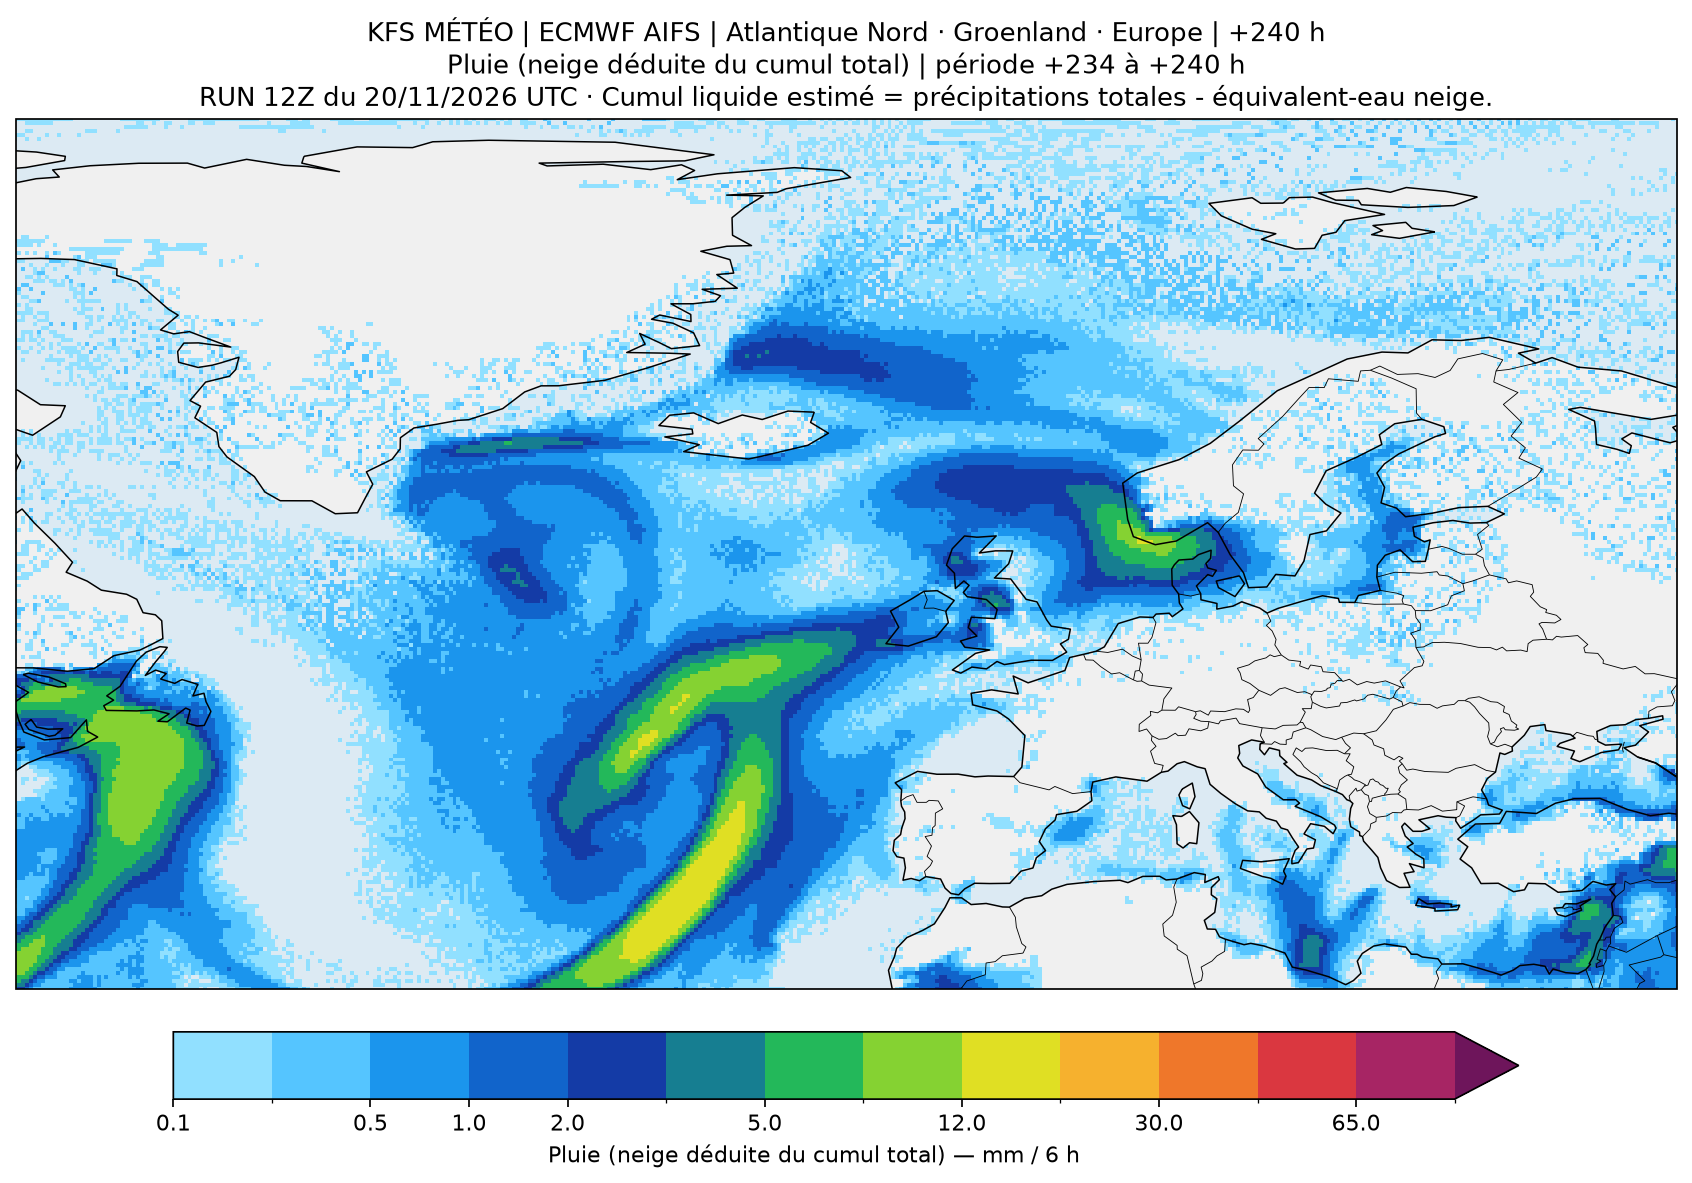 KFS MÉTÉO | ECMWF AIFS | Atlantique Nord · Groenland · Europe | +240 h
Pluie (neige déduite du cumul total) | période +234 à +240 h
RUN 12Z du 20/11/2026 UTC · Cumul liquide estimé = précipitations totales - équivalent-eau neige.
0.1 0.5 1.0 2.0 5.0 12.0 30.0 65.0
Pluie (neige déduite du cumul total) — mm / 6 h